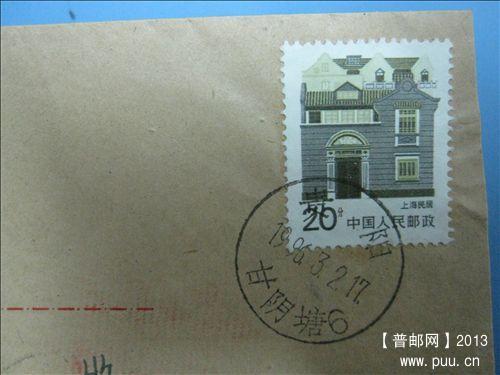 上海民居
20分 中国人民邮政
1996.3.2.17.
甘阴塘6
【普邮网】2013
www.puu.cn